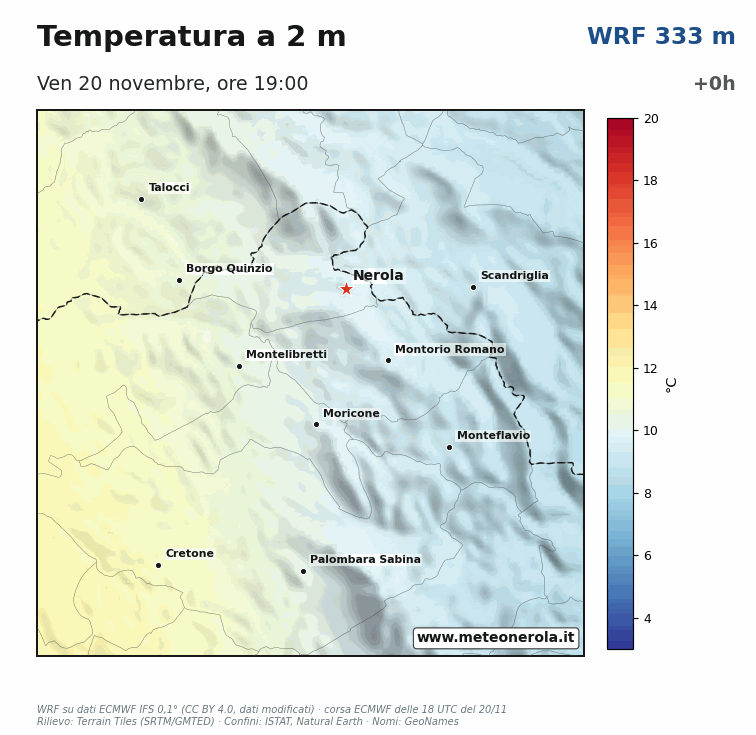 Temperatura a 2 m
WRF 333 m
Ven 20 novembre, ore 19:00
+0h
Talocci
Borgo Quinzio
Nerola
Scandriglia
Montelibretti
Montorio Romano
Moricone
Monteflavio
Cretone
Palombara Sabina
www.meteonerola.it
20
18
16
14
12
10
8
6
4
°C
WRF su dati ECMWF IFS 0,1° (CC BY 4.0, dati modificati) · corsa ECMWF delle 18 UTC del 20/11
Rilievo: Terrain Tiles (SRTM/GMTED) · Confini: ISTAT, Natural Earth · Nomi: GeoNames